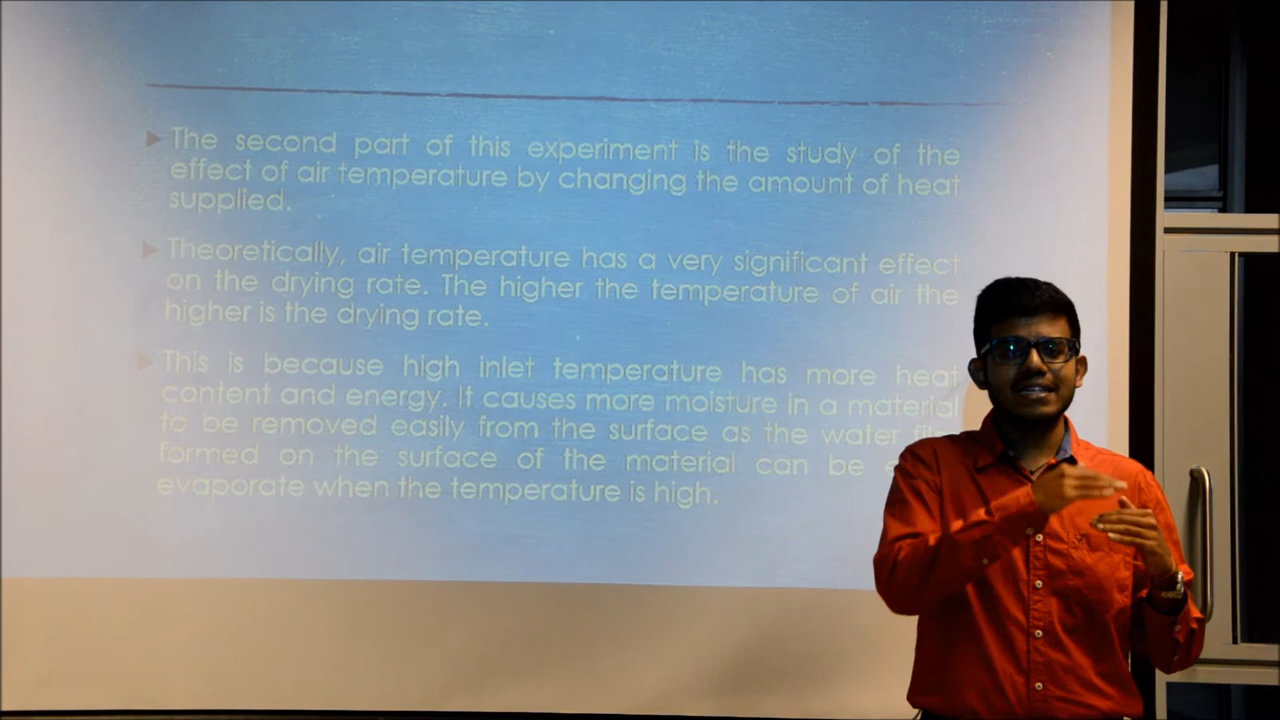 The second part of this experiment is the study of the
effect of air temperature by changing the amount of heat
supplied.
Theoretically, air temperature has a very significant effect
on the drying rate. The higher the temperature of air the
higher is the drying rate.
This is because high inlet temperature has more heat
content and energy. It causes more moisture in a material
to be removed easily from the surface as the water
formed on the surface of the material can be
evaporate when the temperature is high.